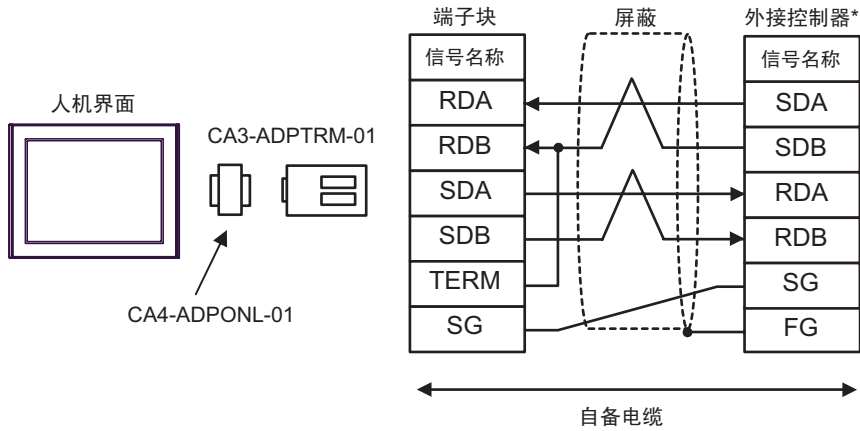 端子块 屏蔽 外接控制器*
信号名称 信号名称
人机界面
RDA SDA
CA3-ADPTRM-01
RDB SDB
SDA RDA
SDB RDB
TERM SG
CA4-ADPONL-01
SG FG
自备电缆